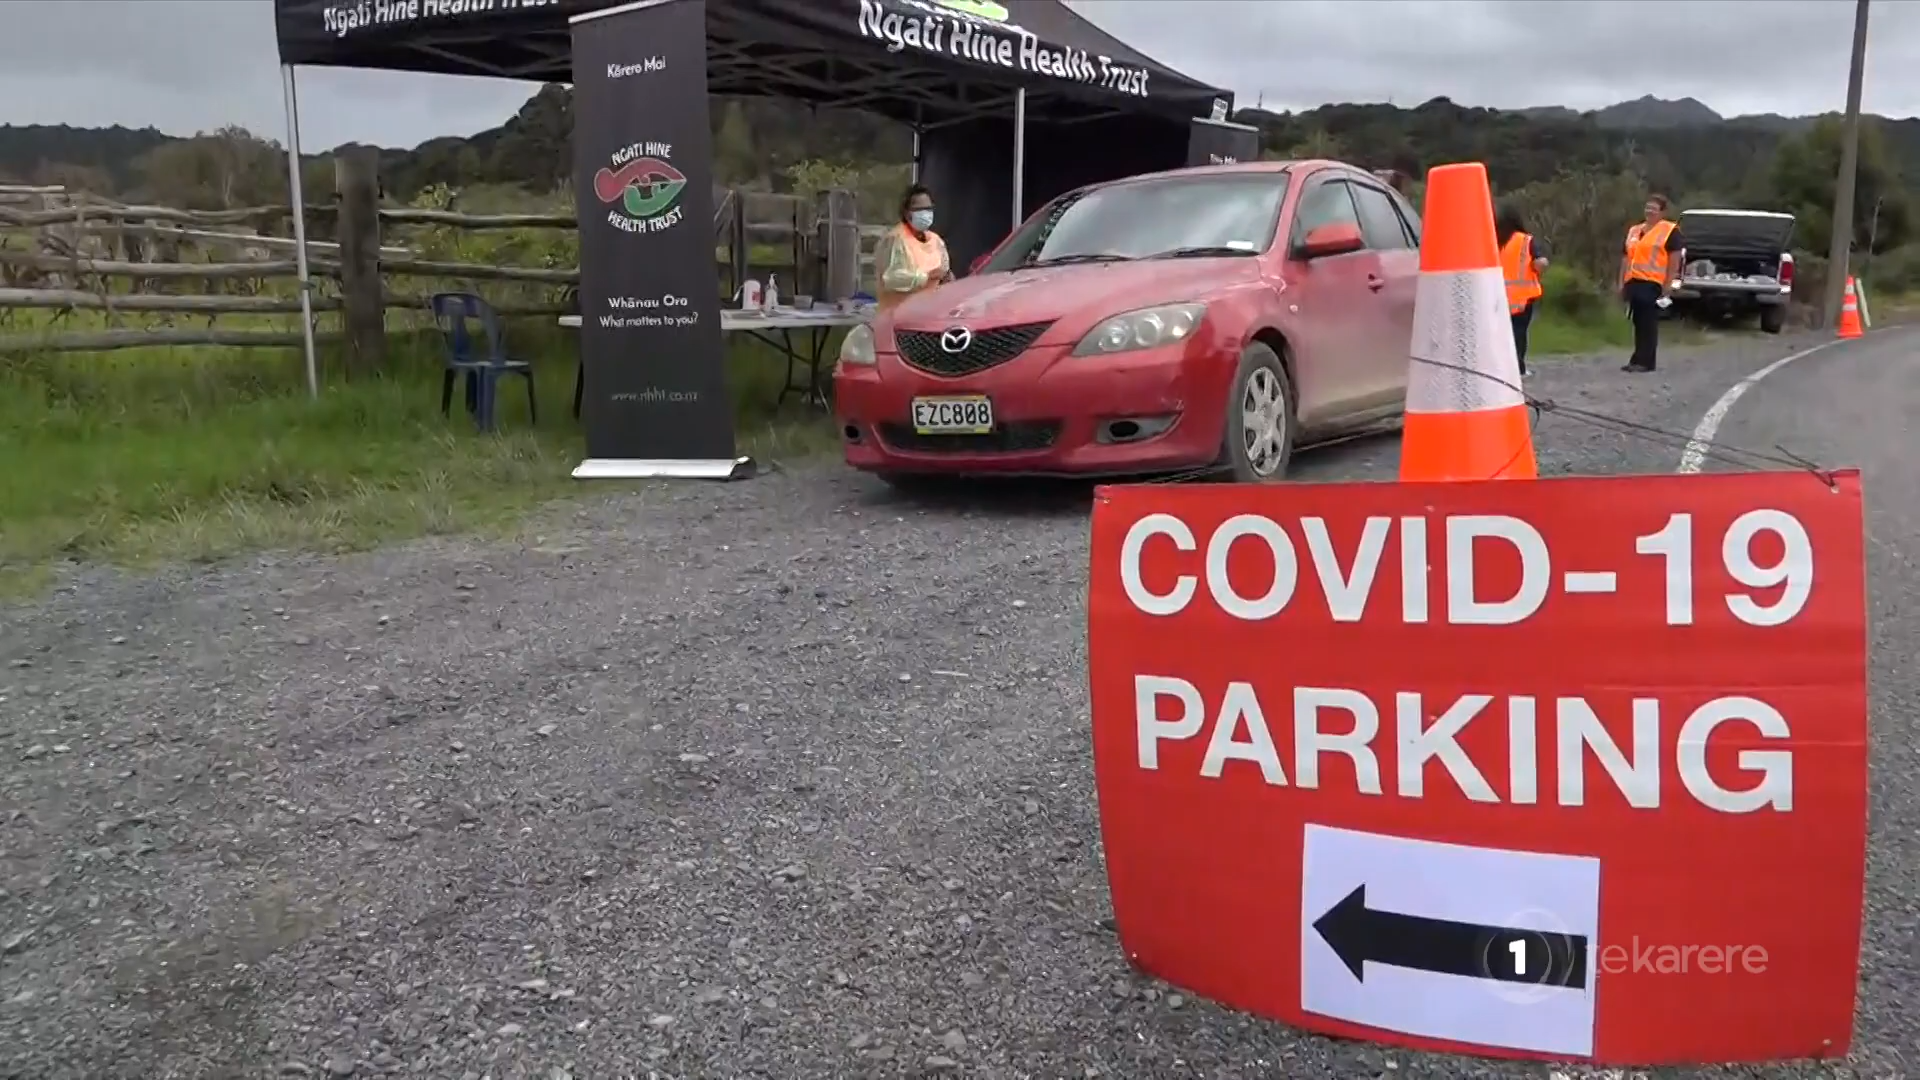 Ngati Hine Health Trust
Ngati Hine Health Trust
Kōrero Mai
NGATI HINE
HEALTH TRUST
Whānau Ora
What matters to you?
www.nhht.co.nz
EZC808
COVID-19
PARKING
1 tekarere